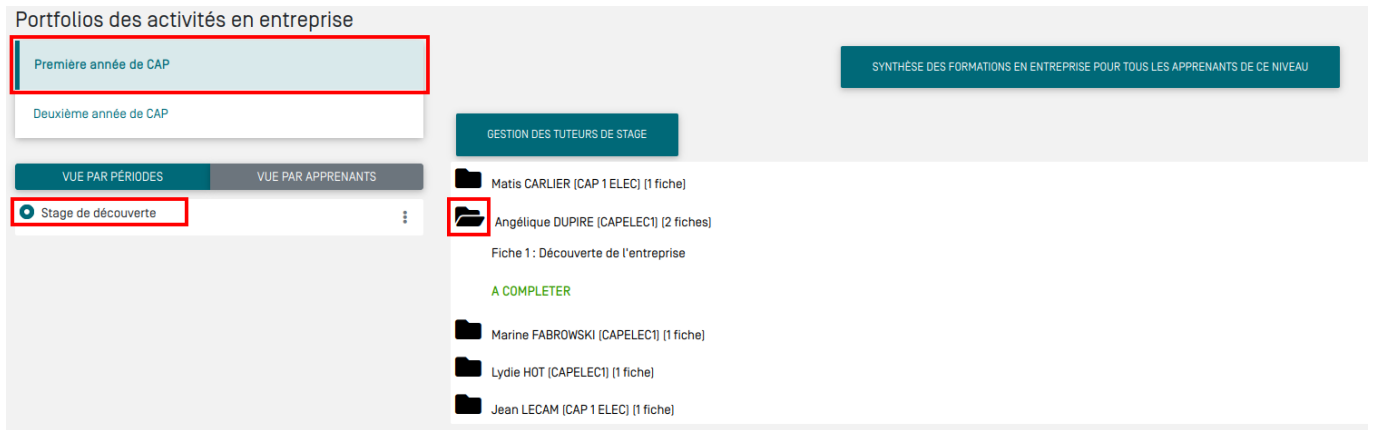 Portfolios des activités en entreprise
Première année de CAP
Deuxième année de CAP
VUE PAR PÉRIODES
VUE PAR APPRENANTS
Stage de découverte
SYNTHÈSE DES FORMATIONS EN ENTREPRISE POUR TOUS LES APPRENANTS DE CE NIVEAU
GESTION DES TUTEURS DE STAGE
Matis CARLIER (CAP 1 ELEC) (1 fiche)
Angélique DUPIRE (CAPELEC1) (2 fiches)
Fiche 1 : Découverte de l'entreprise
A COMPLETER
Marine FABROWSKI (CAPELEC1) (1 fiche)
Lydie HOT (CAPELEC1) (1 fiche)
Jean LECAM (CAP 1 ELEC) (1 fiche)